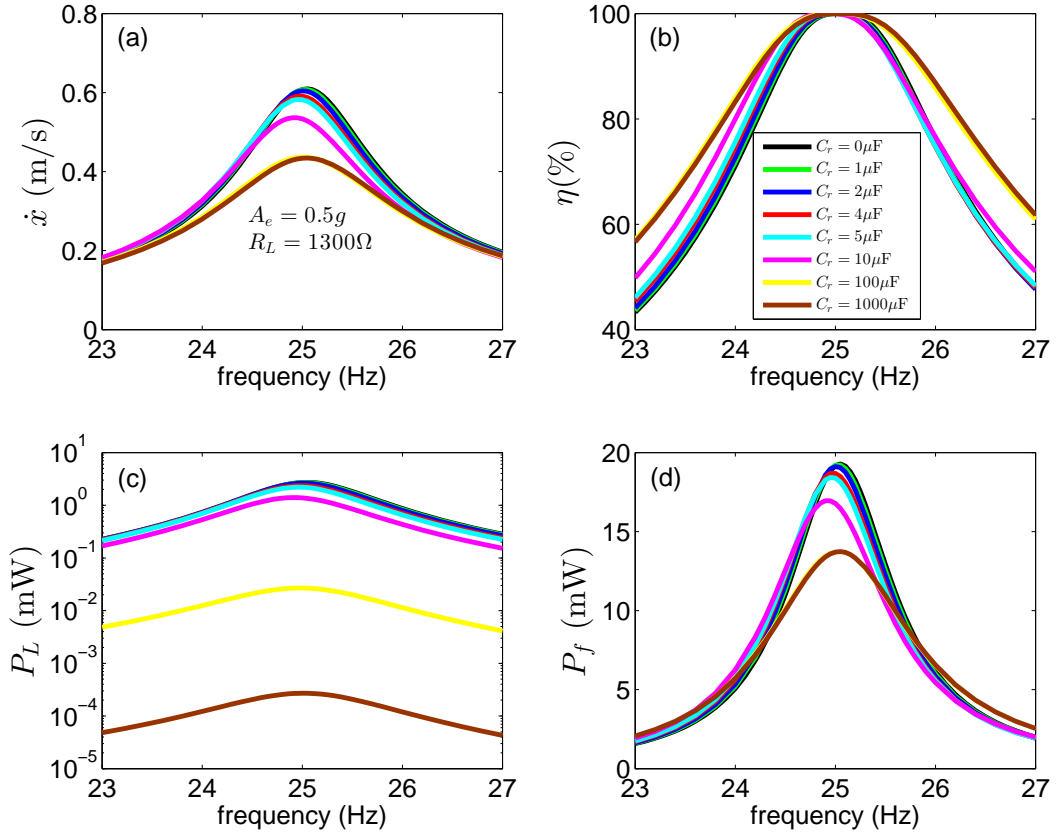 (a)
ẋ (m/s)
0.8
0.6
0.4
0.2
0
A_e = 0.5g
R_L = 1300Ω
23 24 25 26 27
frequency (Hz)
(b)
η(%)
100
80
60
40
C_r = 0μF
C_r = 1μF
C_r = 2μF
C_r = 4μF
C_r = 5μF
C_r = 10μF
C_r = 100μF
C_r = 1000μF
23 24 25 26 27
frequency (Hz)
(c)
P_L (mW)
10^1
10^0
10^-1
10^-2
10^-3
10^-4
10^-5
23 24 25 26 27
frequency (Hz)
(d)
P_f (mW)
20
15
10
5
0
23 24 25 26 27
frequency (Hz)